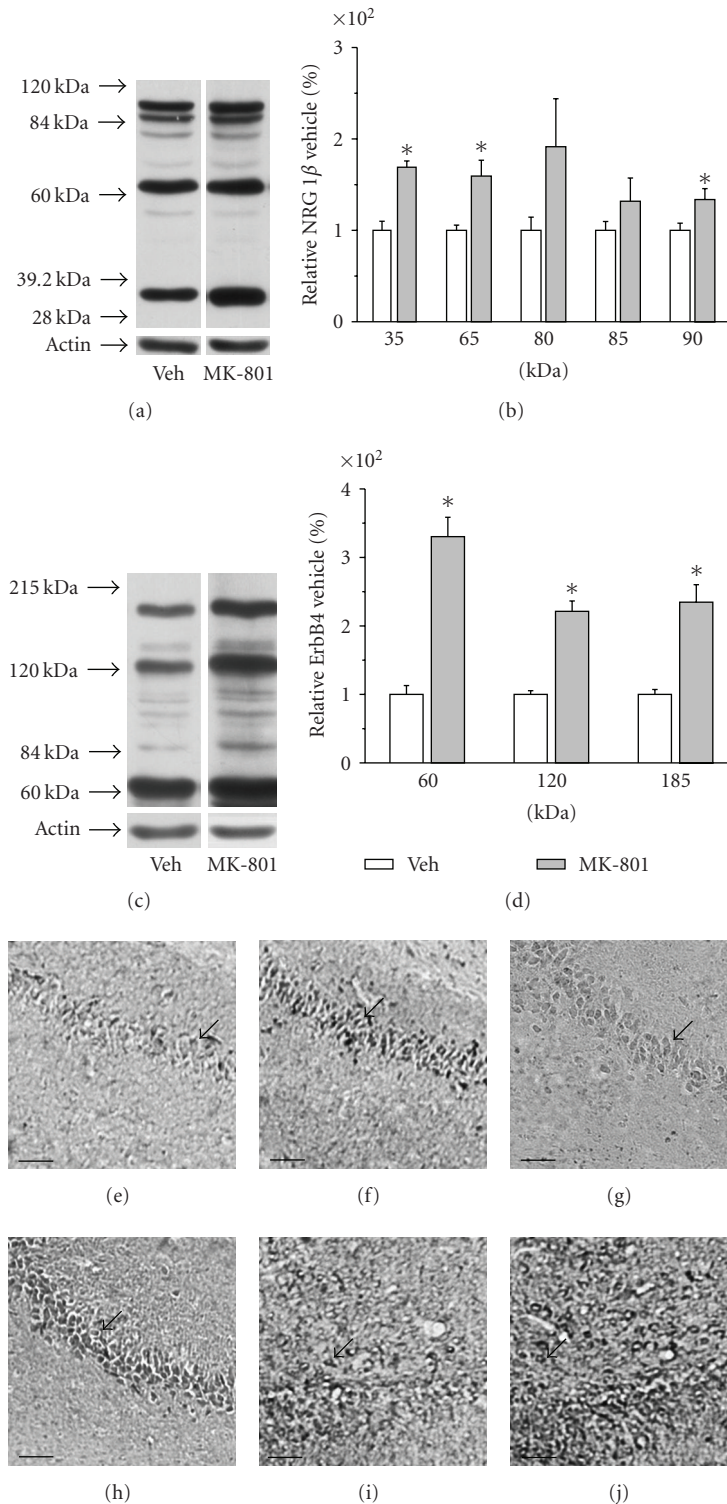 120 kDa →
84 kDa →
60 kDa →
39.2 kDa →
28 kDa →
Actin →
Veh MK-801
(a)
×10²
Relative NRG 1β vehicle (%)
3
2
1
0
* * *
35 65 80 85 90
(kDa)
(b)
215 kDa →
120 kDa →
84 kDa →
60 kDa →
Actin →
Veh MK-801
(c)
×10²
Relative ErbB4 vehicle (%)
4
3
2
1
0
* * *
60 120 185
(kDa)
Veh MK-801
(d)
(e) (f) (g)
(h) (i) (j)